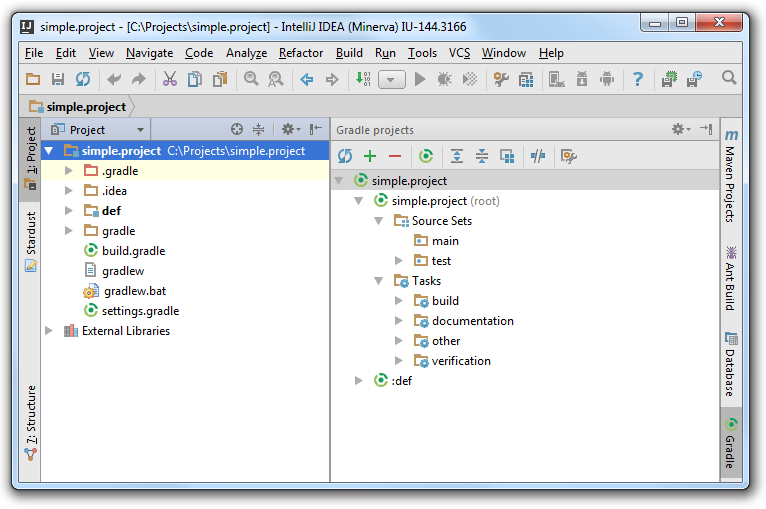 simple.project - [C:\Projects\simple.project] - IntelliJ IDEA (Minerva) IU-144.3166
File Edit View Navigate Code Analyze Refactor Build Run Tools VCS Window Help
simple.project
1: Project
Stardust
7: Structure
Project
simple.project C:\Projects\simple.project
.gradle
.idea
def
gradle
build.gradle
gradlew
gradlew.bat
settings.gradle
External Libraries
Gradle projects
simple.project
simple.project (root)
Source Sets
main
test
Tasks
build
documentation
other
verification
:def
Maven Projects
Ant Build
Database
Gradle